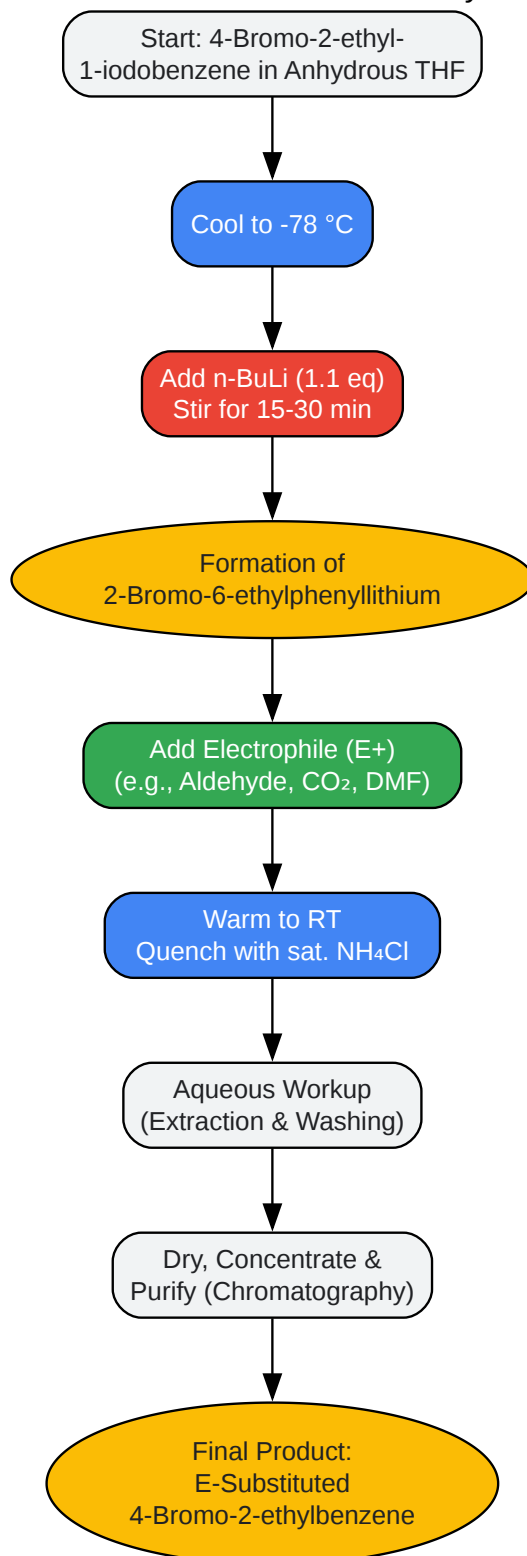 Start: 4-Bromo-2-ethyl-
1-iodobenzene in Anhydrous THF
Cool to -78 °C
Add n-BuLi (1.1 eq)
Stir for 15-30 min
Formation of
2-Bromo-6-ethylphenyllithium
Add Electrophile (E+)
(e.g., Aldehyde, CO₂, DMF)
Warm to RT
Quench with sat. NH₄Cl
Aqueous Workup
(Extraction & Washing)
Dry, Concentrate &
Purify (Chromatography)
Final Product:
E-Substituted
4-Bromo-2-ethylbenzene